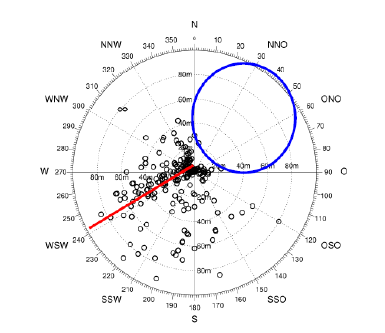 N
0
NNW 340 350 10 20 NNO
330 30
320 40
310 80m 50
WNW ONO
300 60m 60
290 40m 70
280 80
W 270 80m 60m 40m 40m 60m 80m 90 O
260 100
250 40m 110
240 120
WSW 60m OSO
230 130
220 80m 140
210 150
SSW 200 190 180 170 160 SSO
S